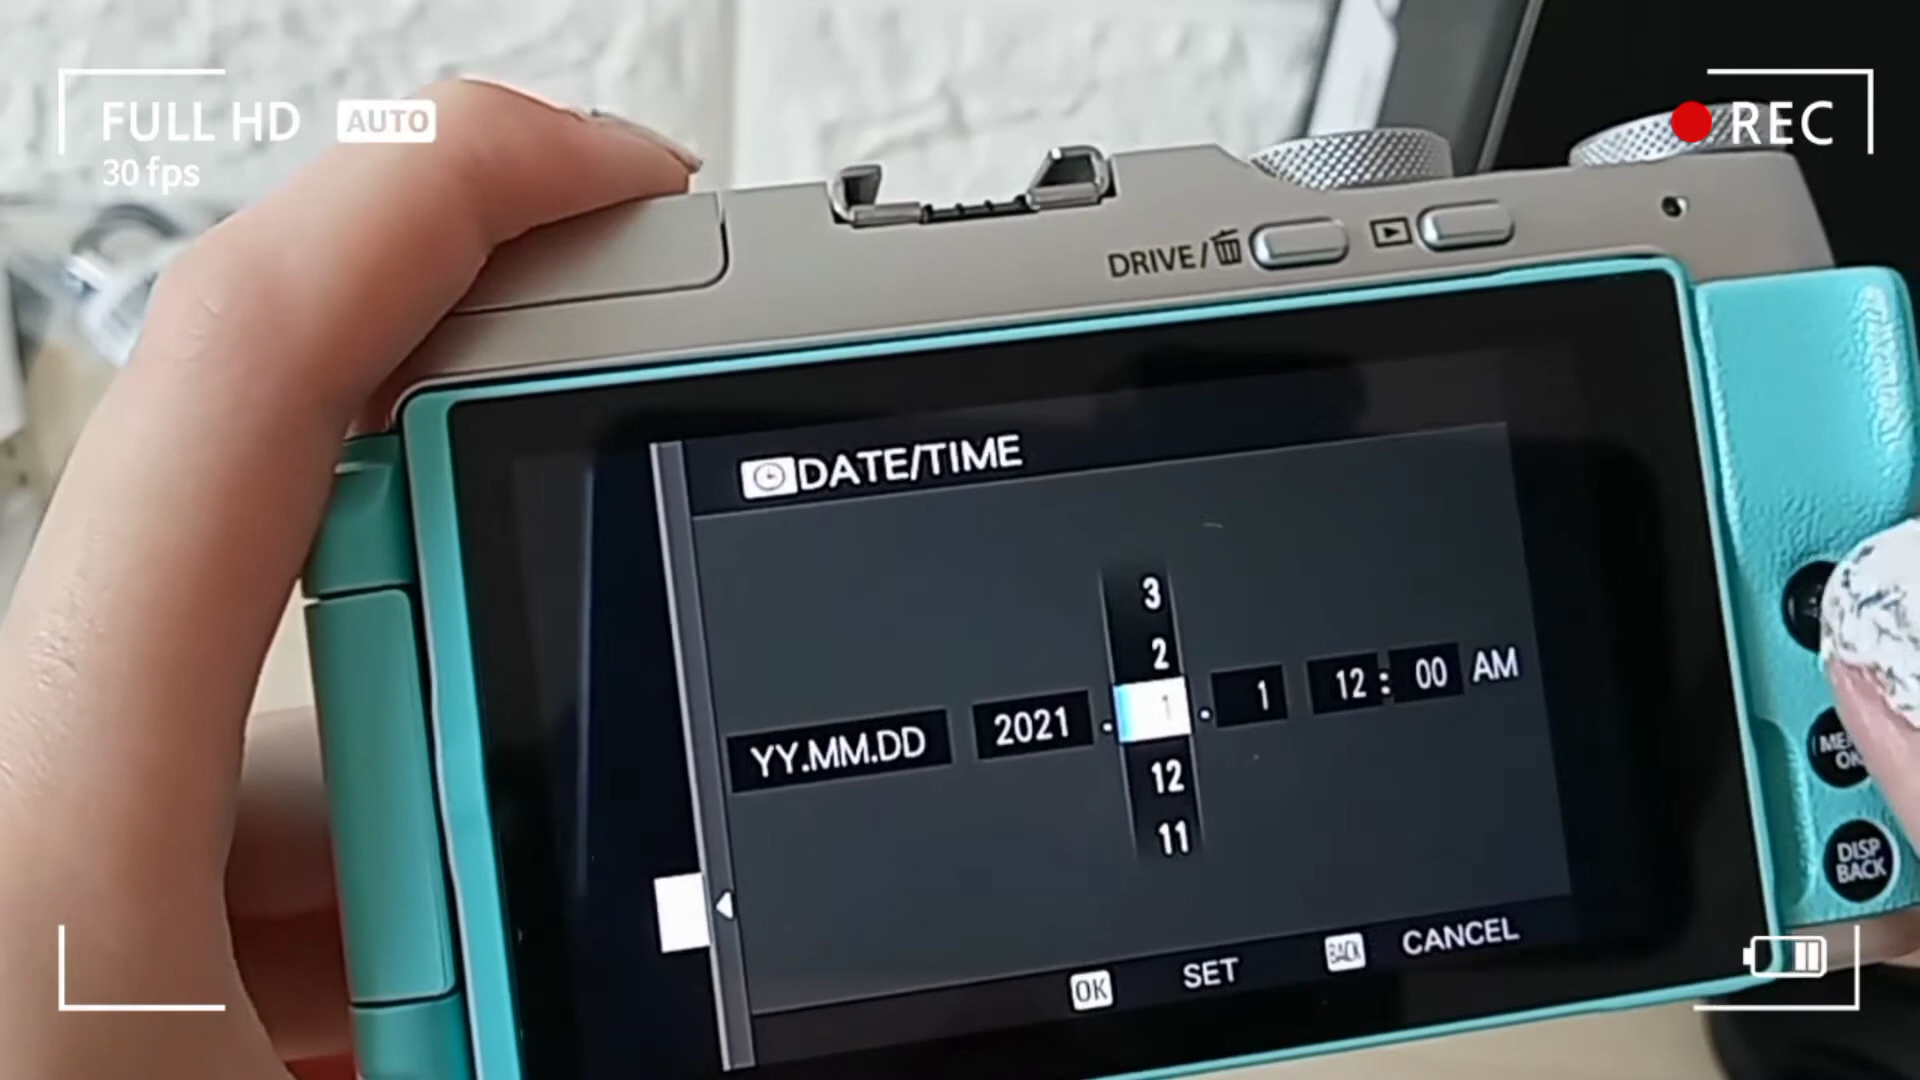 FULL HD AUTO
30 fps
REC
DRIVE/
DATE/TIME
3
2
YY.MM.DD 2021 . 1 . 1 12 : 00 AM
12
11
OK SET BACK CANCEL
DISP
BACK